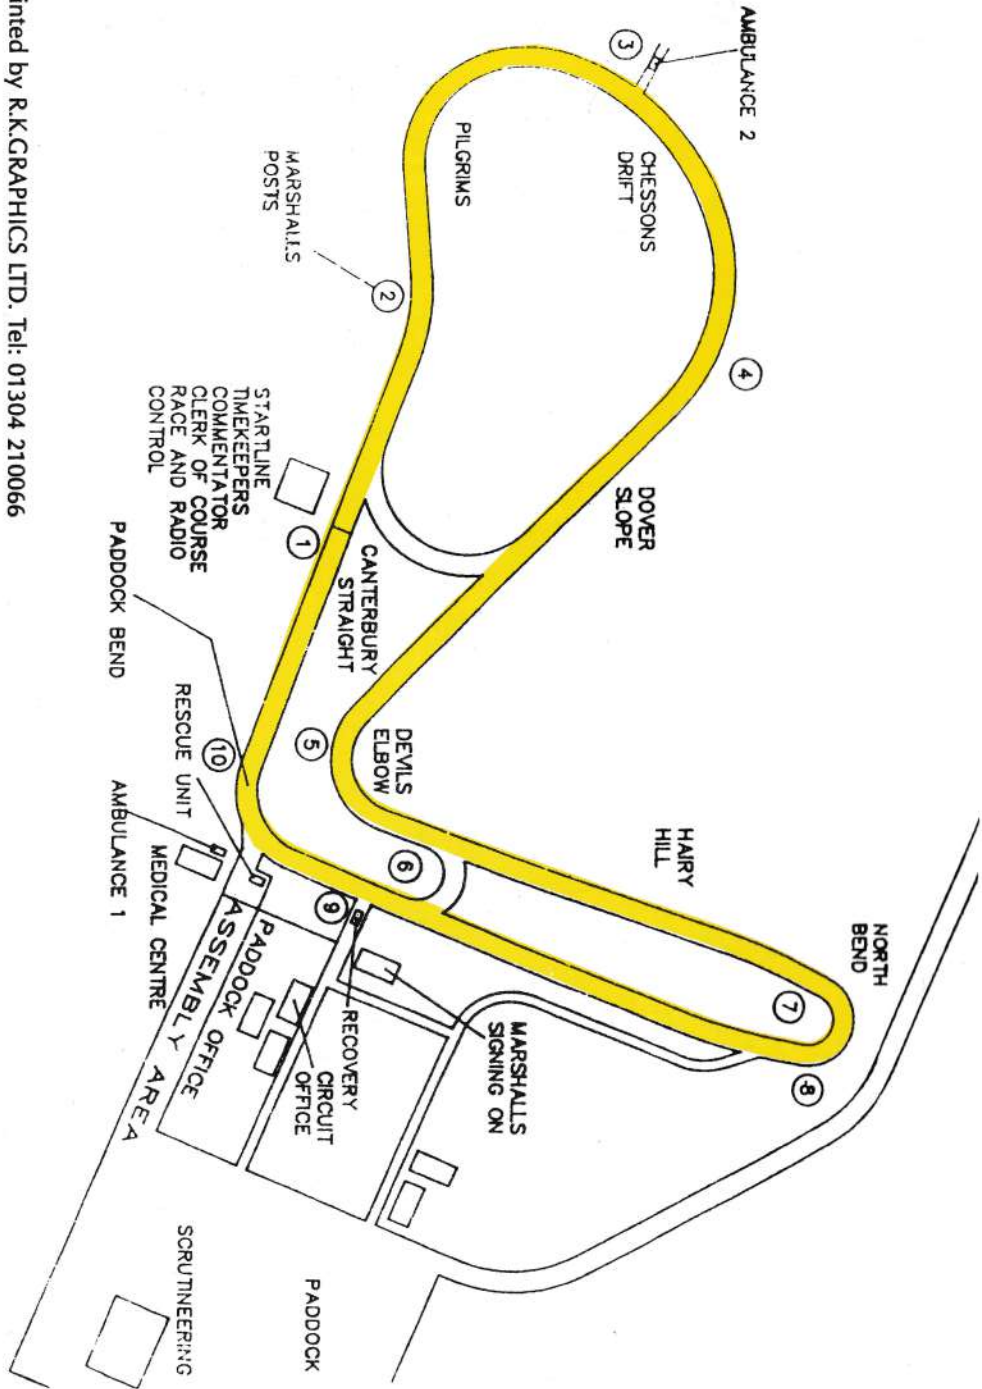 AMBULANCE 2
3
CHESSONS
DRIFT
PILGRIMS
MARSHALLS
POSTS
2
4
DOVER
SLOPE
STARTLINE
TIMEKEEPERS
COMMENTATOR
CLERK OF COURSE
RACE AND RADIO
CONTROL
1
CANTERBURY
STRAIGHT
PADDOCK BEND
5
DEVILS
ELBOW
10
RESCUE UNIT
AMBULANCE 1
MEDICAL CENTRE
6
HAIRY
HILL
NORTH
BEND
7
8
9
RECOVERY
MARSHALLS
SIGNING ON
CIRCUIT
OFFICE
PADDOCK OFFICE
ASSEMBLY AREA
SCRUTINEERING
PADDOCK
inted by R.K.GRAPHICS LTD. Tel: 01304 210066